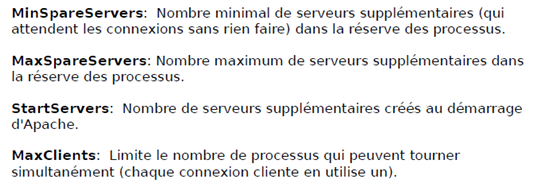 MinSpareServers: Nombre minimal de serveurs supplémentaires (qui
attendent les connexions sans rien faire) dans la réserve des processus.
MaxSpareServers: Nombre maximum de serveurs supplémentaires dans
la réserve des processus.
StartServers: Nombre de serveurs supplémentaires créés au démarrage
d'Apache.
MaxClients: Limite le nombre de processus qui peuvent tourner
simultanément (chaque connexion cliente en utilise un).